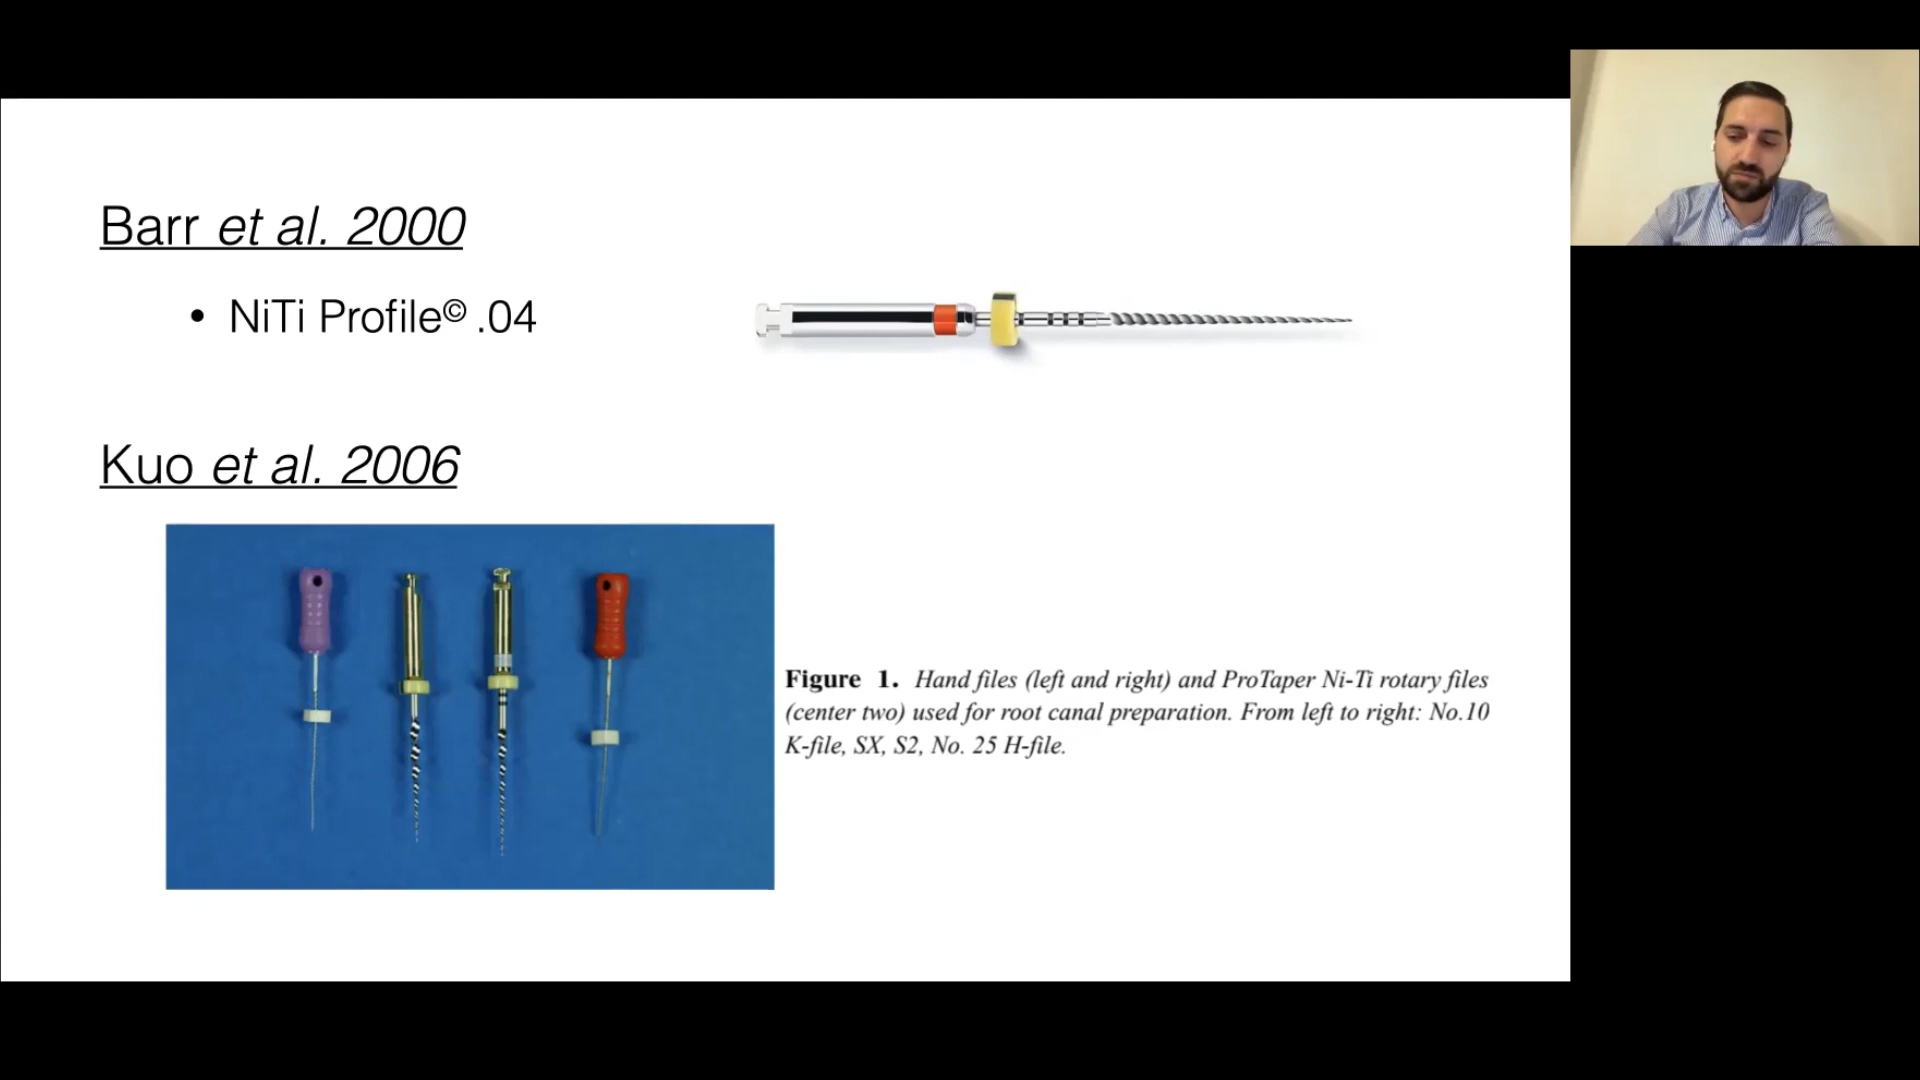 Barr et al. 2000
• NiTi Profile© .04
Kuo et al. 2006
Figure 1. Hand files (left and right) and ProTaper Ni-Ti rotary files
(center two) used for root canal preparation. From left to right: No.10
K-file, SX, S2, No. 25 H-file.